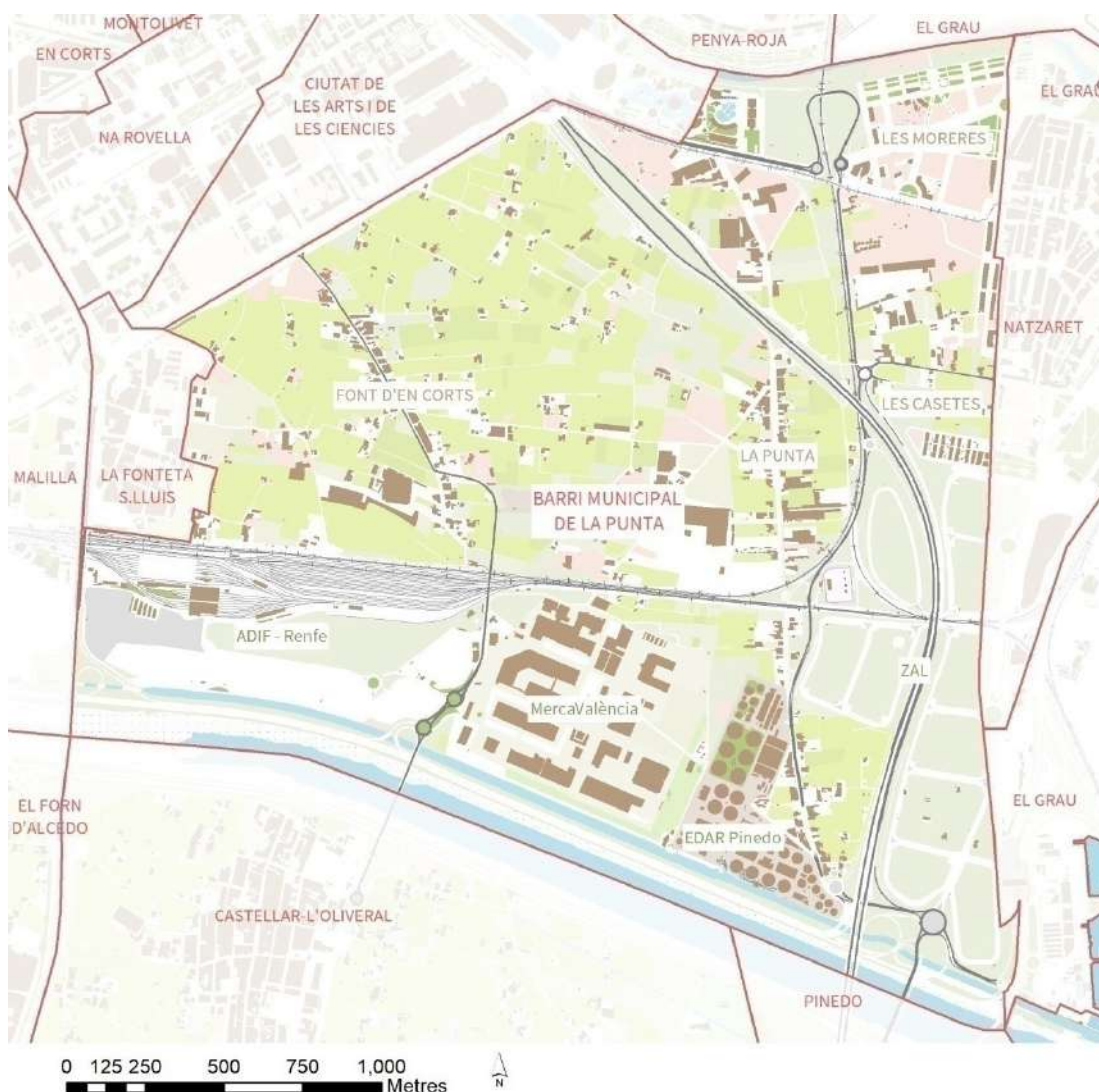 MONTOLIVET
EN CORTS
PENYA-ROJA
EL GRAU
CIUTAT DE
LES ARTS I DE
LES CIENCIES
EL GRAU
NA ROVELLA
LES MORERES
NATZARET
FONT D'EN CORTS
LES CASETES
LA PUNTA
MALILLA
LA FONTETA
S.LLUIS
BARRI MUNICIPAL
DE LA PUNTA
ADIF - Renfe
ZAL
MercaValència
EL FORN
D'ALCEDO
EL GRAU
EDAR Pinedo
CASTELLAR-L'OLIVERAL
PINEDO
0 125 250 500 750 1,000
Metres
N